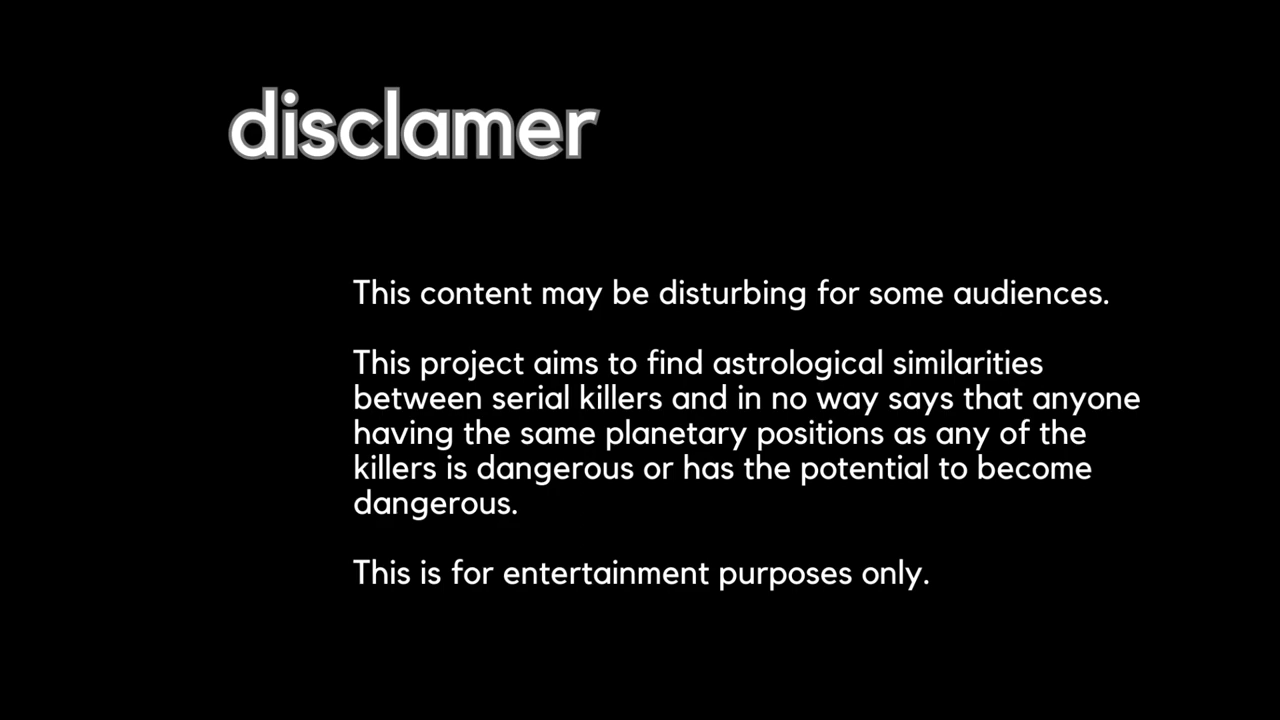 disclamer
This content may be disturbing for some audiences.
This project aims to find astrological similarities
between serial killers and in no way says that anyone
having the same planetary positions as any of the
killers is dangerous or has the potential to become
dangerous.
This is for entertainment purposes only.